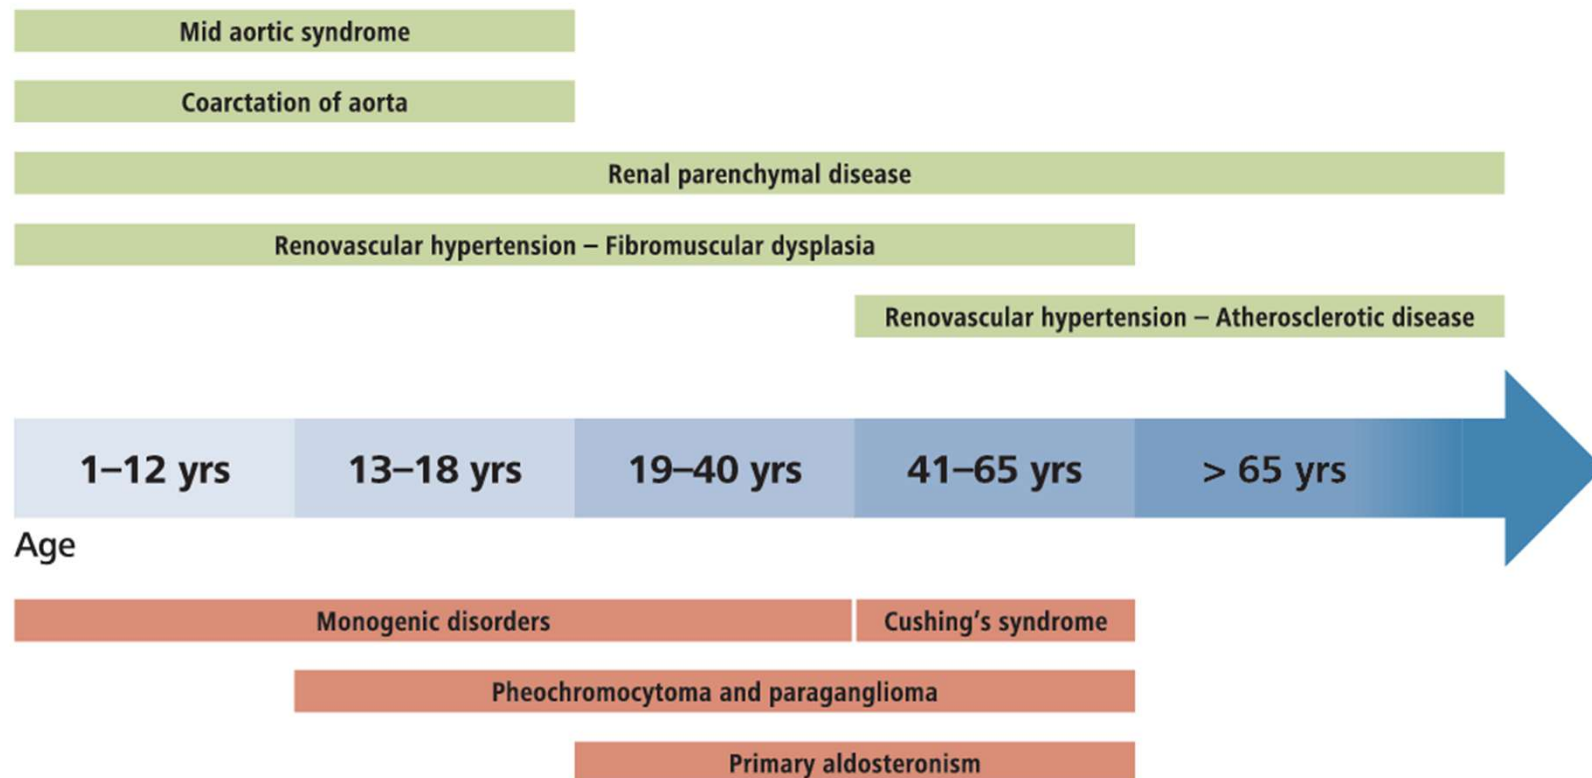 Mid aortic syndrome
Coarctation of aorta
Renal parenchymal disease
Renovascular hypertension – Fibromuscular dysplasia
Renovascular hypertension – Atherosclerotic disease
1–12 yrs 13–18 yrs 19–40 yrs 41–65 yrs > 65 yrs
Age
Monogenic disorders Cushing’s syndrome
Pheochromocytoma and paraganglioma
Primary aldosteronism